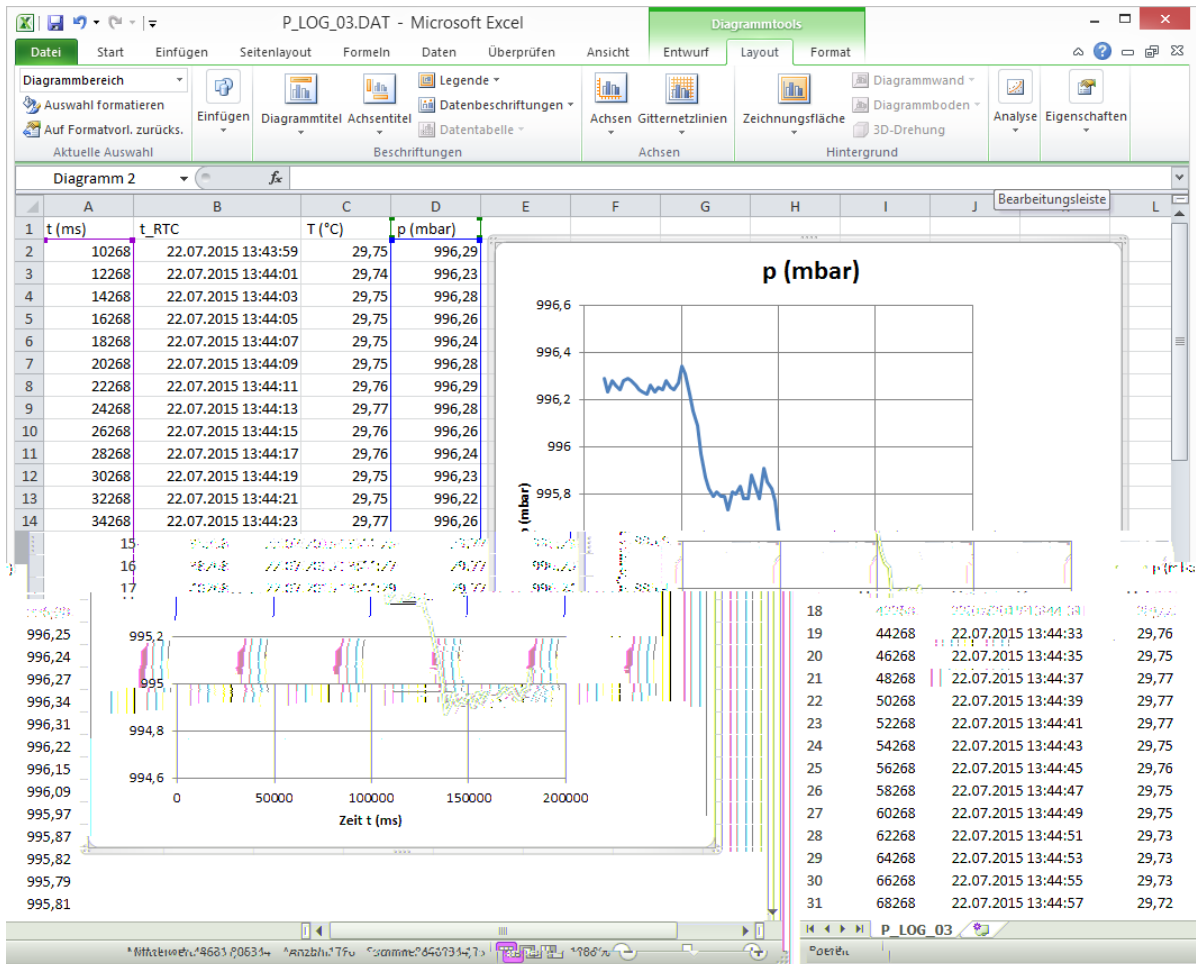 P_LOG_03.DAT - Microsoft Excel
Diagrammtools
Datei Start Einfügen Seitenlayout Formeln Daten Überprüfen Ansicht Entwurf Layout Format
Diagrammbereich
Auswahl formatieren
Auf Formatvorl. zurücks.
Aktuelle Auswahl
Einfügen
Diagrammtitel Achsentitel
Legende
Datenbeschriftungen
Datentabelle
Beschriftungen
Achsen Gitternetzlinien
Achsen
Zeichnungsfläche
Diagrammwand
Diagrammboden
3D-Drehung
Hintergrund
Analyse Eigenschaften
Diagramm 2 fx
Bearbeitungsleiste
A B C D E F G H I J L
1 t (ms) t_RTC T (°C) p (mbar)
2 10268 22.07.2015 13:43:59 29,75 996,29
3 12268 22.07.2015 13:44:01 29,74 996,23
4 14268 22.07.2015 13:44:03 29,75 996,28
5 16268 22.07.2015 13:44:05 29,75 996,26
6 18268 22.07.2015 13:44:07 29,75 996,24
7 20268 22.07.2015 13:44:09 29,75 996,28
8 22268 22.07.2015 13:44:11 29,76 996,29
9 24268 22.07.2015 13:44:13 29,77 996,28
10 26268 22.07.2015 13:44:15 29,76 996,26
11 28268 22.07.2015 13:44:17 29,76 996,24
12 30268 22.07.2015 13:44:19 29,75 996,23
13 32268 22.07.2015 13:44:21 29,75 996,22
14 34268 22.07.2015 13:44:23 29,77 996,26
p (mbar)
996,6
996,4
996,2
996
995,8
(mbar)
15
16
17
18
996,25
996,24
996,27
996,34
996,31
996,22
996,15
996,09
995,97
995,87
995,82
995,79
995,81
995,2
995
994,8
994,6
0 50000 100000 150000 200000
Zeit t (ms)
19 44268 22.07.2015 13:44:33 29,76
20 46268 22.07.2015 13:44:35 29,75
21 48268 22.07.2015 13:44:37 29,77
22 50268 22.07.2015 13:44:39 29,77
23 52268 22.07.2015 13:44:41 29,77
24 54268 22.07.2015 13:44:43 29,75
25 56268 22.07.2015 13:44:45 29,76
26 58268 22.07.2015 13:44:47 29,75
27 60268 22.07.2015 13:44:49 29,75
28 62268 22.07.2015 13:44:51 29,73
29 64268 22.07.2015 13:44:53 29,73
30 66268 22.07.2015 13:44:55 29,73
31 68268 22.07.2015 13:44:57 29,72
P_LOG_03